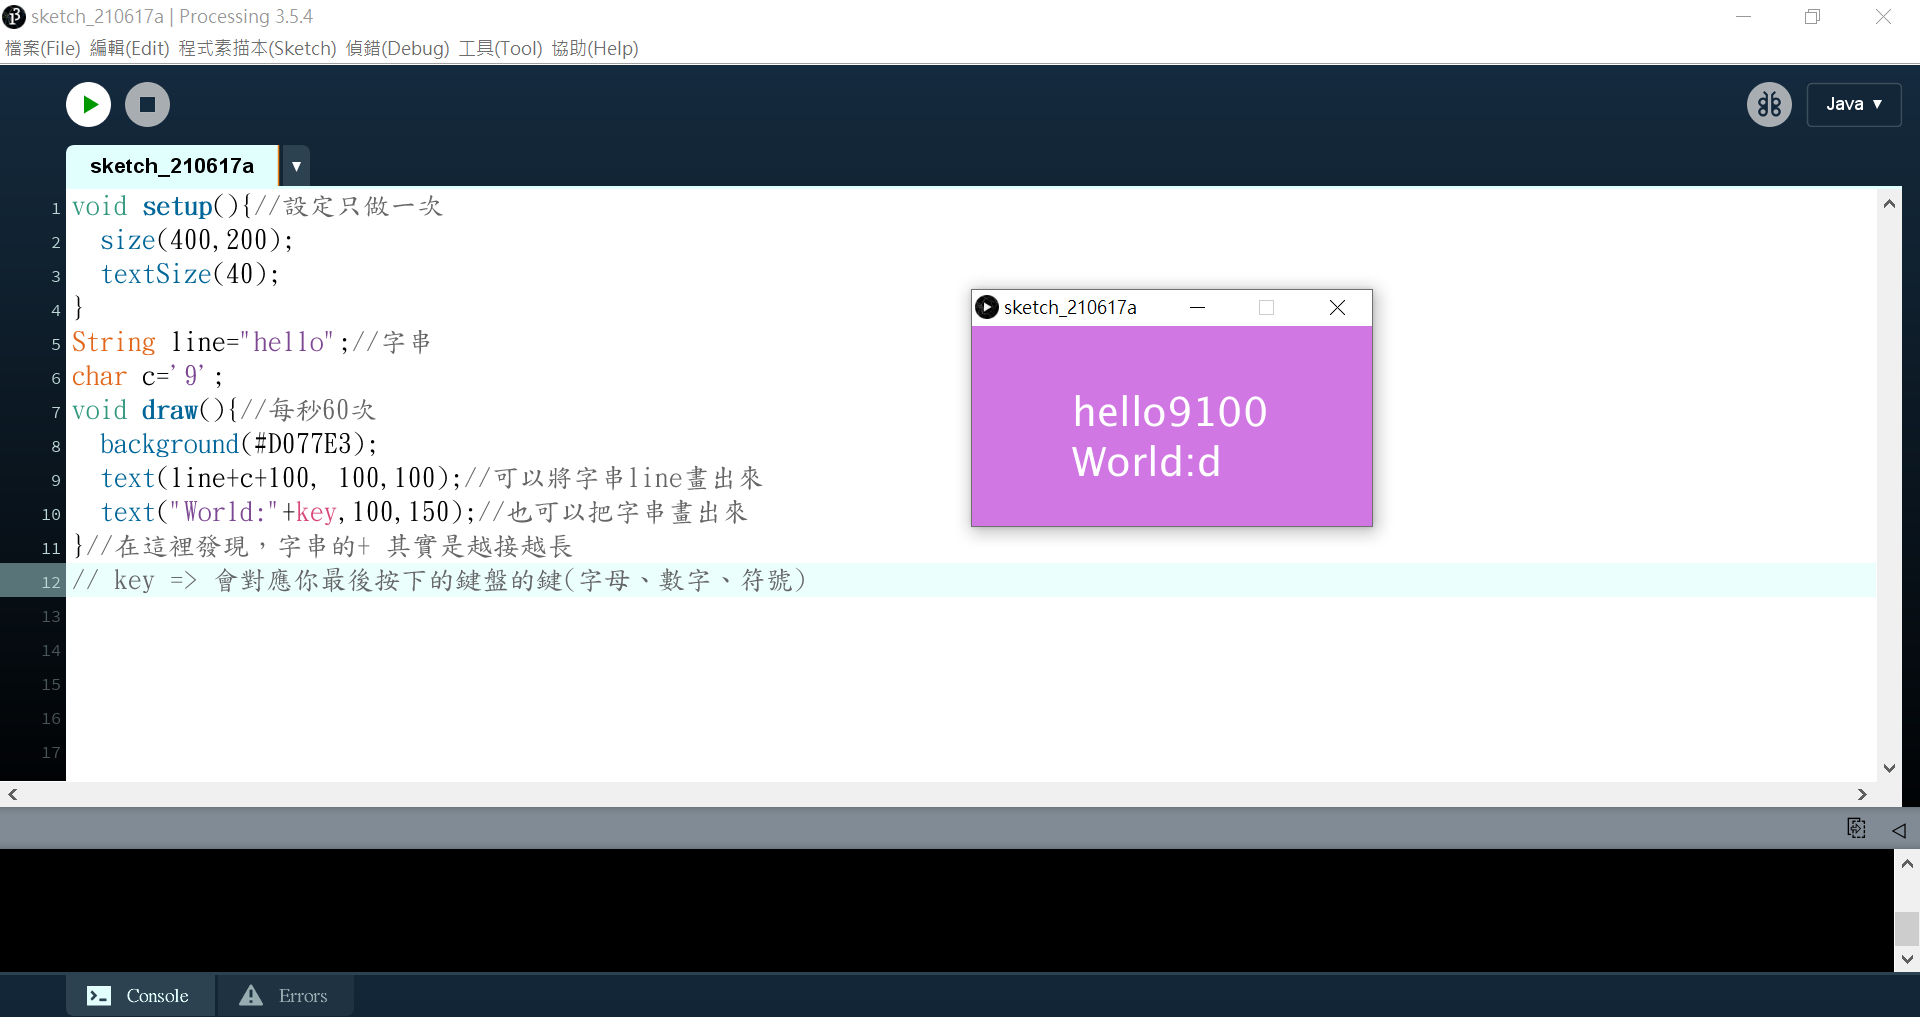 sketch_210617a | Processing 3.5.4
檔案(File) 編輯(Edit) 程式素描本(Sketch) 偵錯(Debug) 工具(Tool) 協助(Help)
Java ▼
sketch_210617a ▼
1 void setup(){//設定只做一次
2   size(400,200);
3   textSize(40);
4 }
5 String line="hello";//字串
6 char c='9';
7 void draw(){//每秒60次
8   background(#D077E3);
9   text(line+c+100, 100,100);//可以將字串line畫出來
10   text("World:"+key,100,150);//也可以把字串畫出來
11 }//在這裡發現，字串的+ 其實是越接越長
12 // key => 會對應你最後按下的鍵盤的鍵(字母、數字、符號)
13
14
15
16
17
sketch_210617a
hello9100
World:d
Console Errors